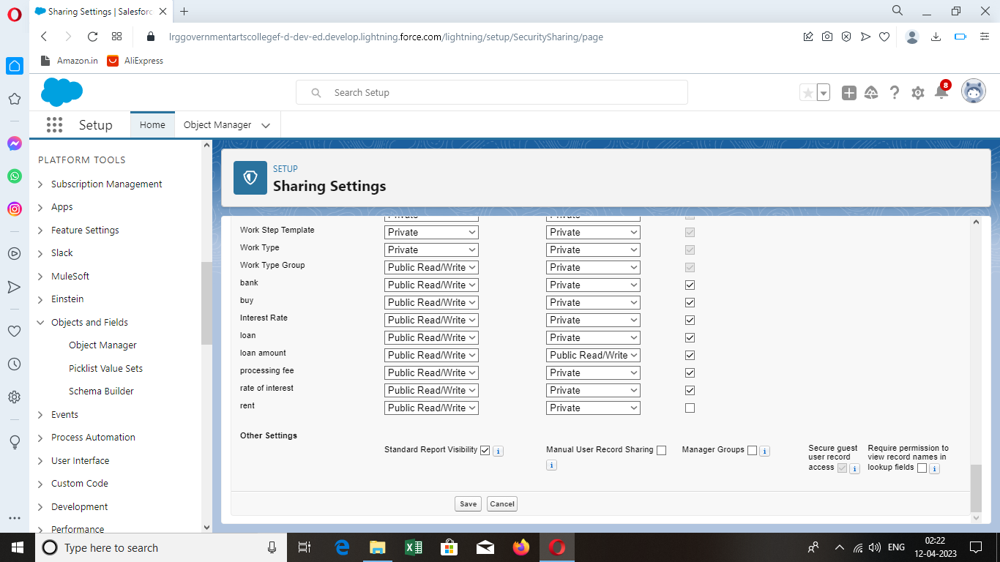 Sharing Settings | Salesforc
lrggovernmentartscollegef-d-dev-ed.develop.lightning.force.com/lightning/setup/SecuritySharing/page
Amazon.in
AliExpress
Search Setup
8
Setup
Home
Object Manager
PLATFORM TOOLS
Subscription Management
Apps
Feature Settings
Slack
MuleSoft
Einstein
Objects and Fields
Object Manager
Picklist Value Sets
Schema Builder
Events
Process Automation
User Interface
Custom Code
Development
Performance
SETUP
Sharing Settings
Private Private
Work Step Template Private Private
Work Type Private Private
Work Type Group Public Read/Write Private
bank Public Read/Write Private
buy Public Read/Write Private
Interest Rate Public Read/Write Private
loan Public Read/Write Private
loan amount Public Read/Write Public Read/Write
processing fee Public Read/Write Private
rate of interest Public Read/Write Private
rent Public Read/Write Private
Other Settings
Standard Report Visibility i
Manual User Record Sharing
i
Manager Groups i
Secure guest
user record
access i
Require permission to
view record names in
lookup fields i
Save Cancel
Type here to search
ENG
02:22
12-04-2023